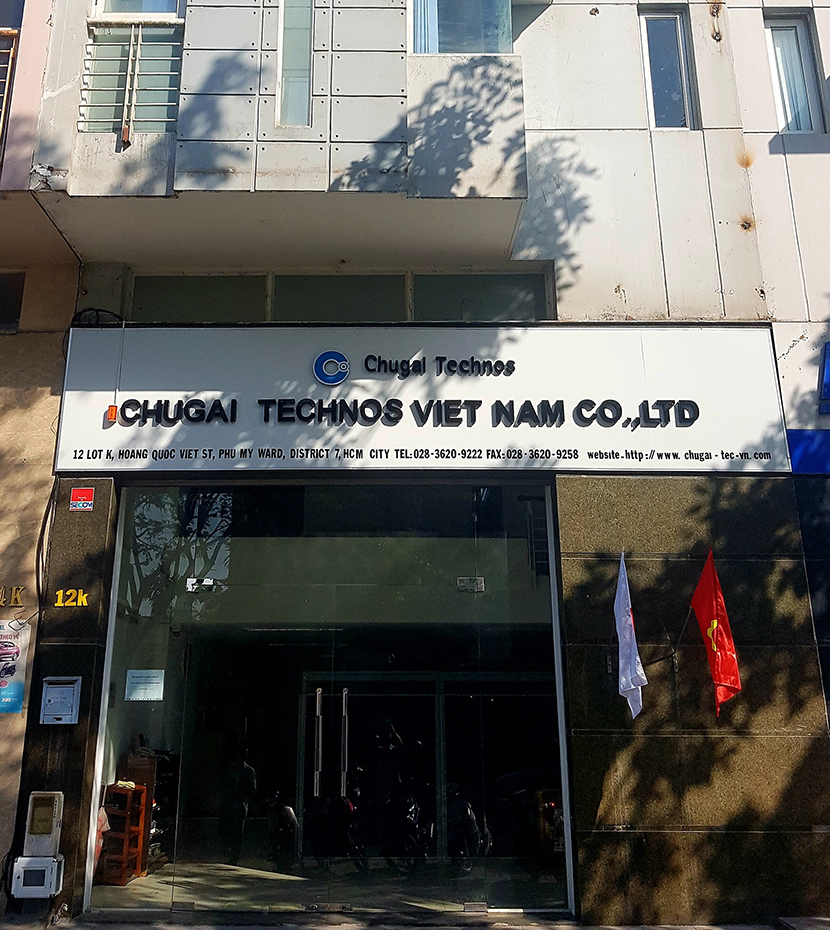 Chugai Technos
CHUGAI TECHNOS VIET NAM CO.,LTD
12 LOT K, HOANG QUOC VIET ST, PHU MY WARD, DISTRICT 7, HCM CITY TEL:028-3620-9222 FAX:028-3620-9258 website.http://www.chugai-tec-vn.com
SECOM
4K
12k